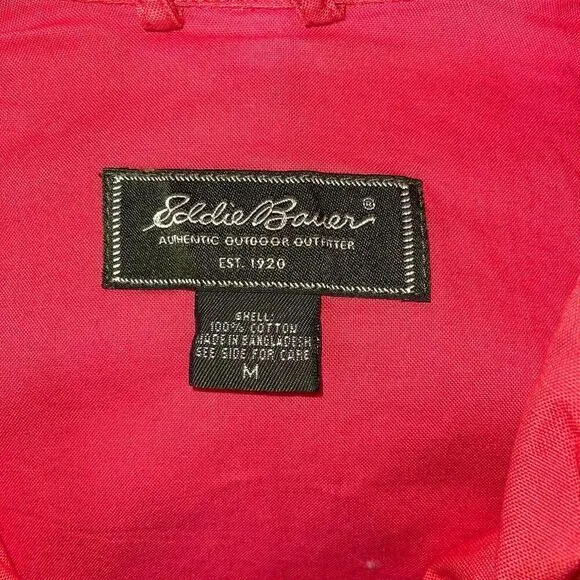 Eddie Bauer®
AUTHENTIC OUTDOOR OUTFITTER
EST. 1920
SHELL:
100% COTTON
MADE IN BANGLADESH
SEE SIDE FOR CARE
M